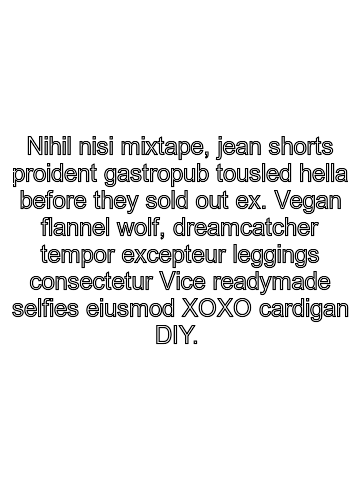 Nihil nisi mixtape, jean shorts
proident gastropub tousled hella
before they sold out ex. Vegan
flannel wolf, dreamcatcher
tempor excepteur leggings
consectetur Vice readymade
selfies eiusmod XOXO cardigan
DIY.